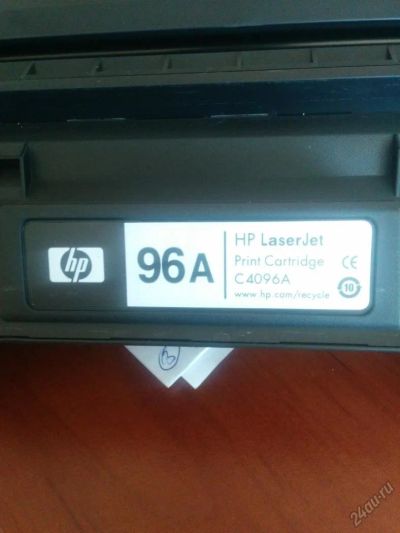 hp
96A
HP LaserJet
Print Cartridge
C4096A
www.hp.com/recycle
CE
10
24au.ru